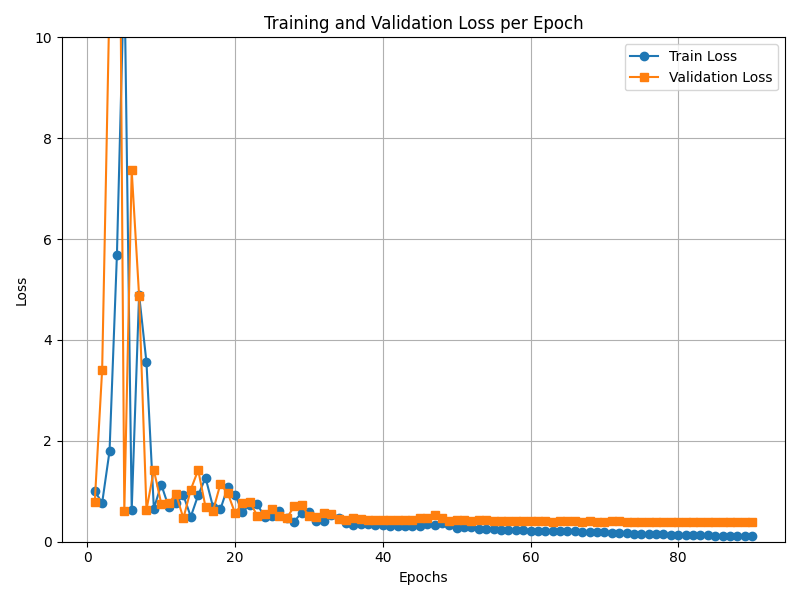 Training and Validation Loss per Epoch
Train Loss
Validation Loss
Loss
10
8
6
4
2
0
0 20 40 60 80
Epochs